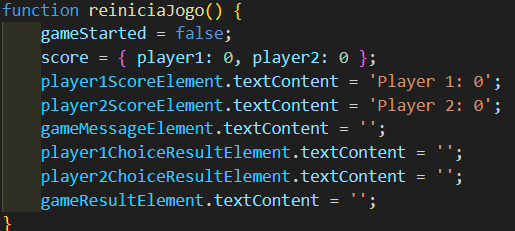 function reiniciaJogo() {
    gameStarted = false;
    score = { player1: 0, player2: 0 };
    player1ScoreElement.textContent = 'Player 1: 0';
    player2ScoreElement.textContent = 'Player 2: 0';
    gameMessageElement.textContent = '';
    player1ChoiceResultElement.textContent = '';
    player2ChoiceResultElement.textContent = '';
    gameResultElement.textContent = '';
}